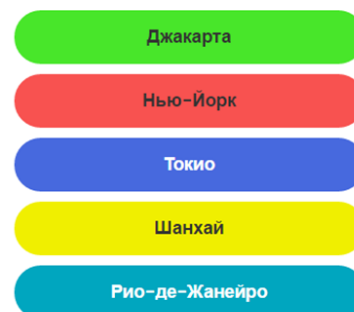 Джакарта
Нью-Йорк
Токио
Шанхай
Рио-де-Жанейро